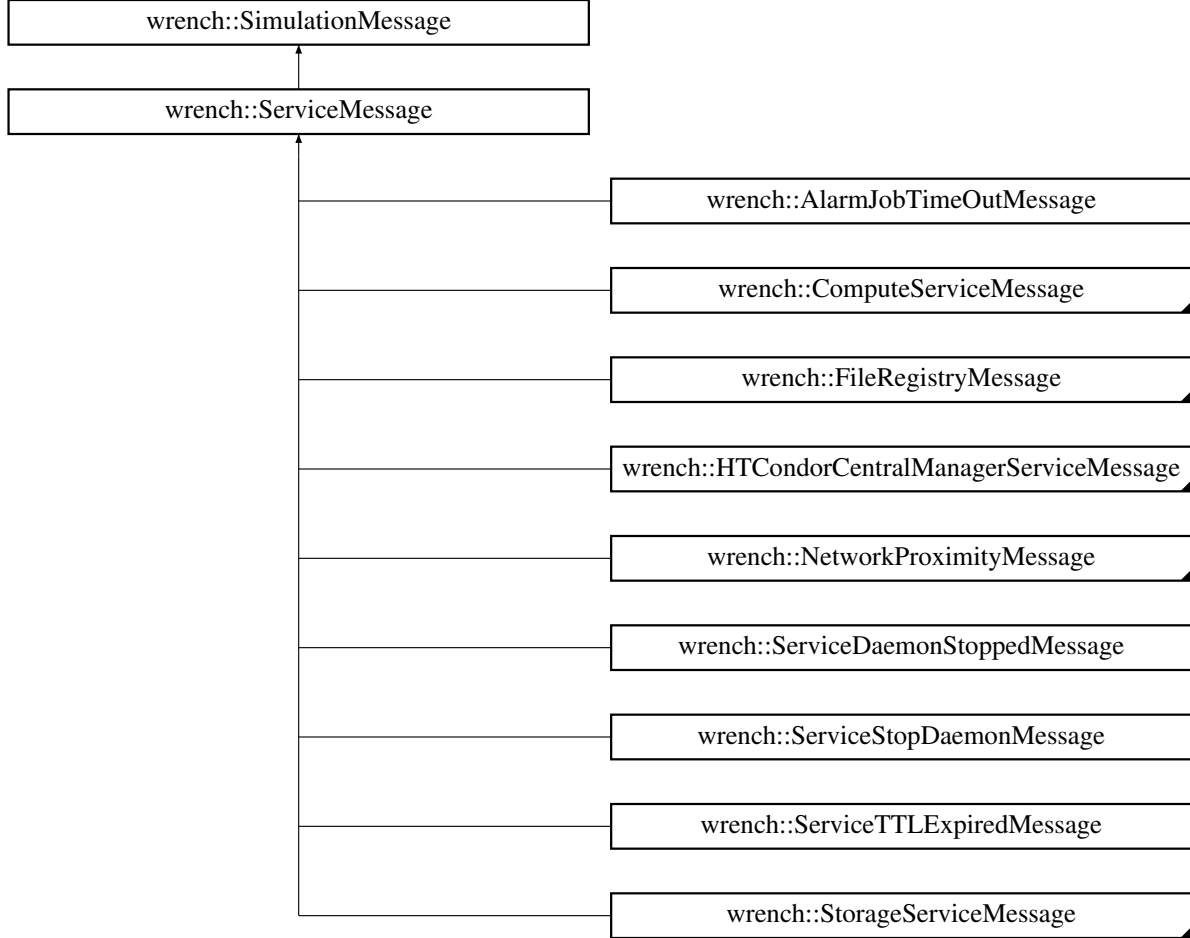 wrench::SimulationMessage
wrench::ServiceMessage
wrench::AlarmJobTimeOutMessage
wrench::ComputeServiceMessage
wrench::FileRegistryMessage
wrench::HTCondorCentralManagerServiceMessage
wrench::NetworkProximityMessage
wrench::ServiceDaemonStoppedMessage
wrench::ServiceStopDaemonMessage
wrench::ServiceTTLExpiredMessage
wrench::StorageServiceMessage